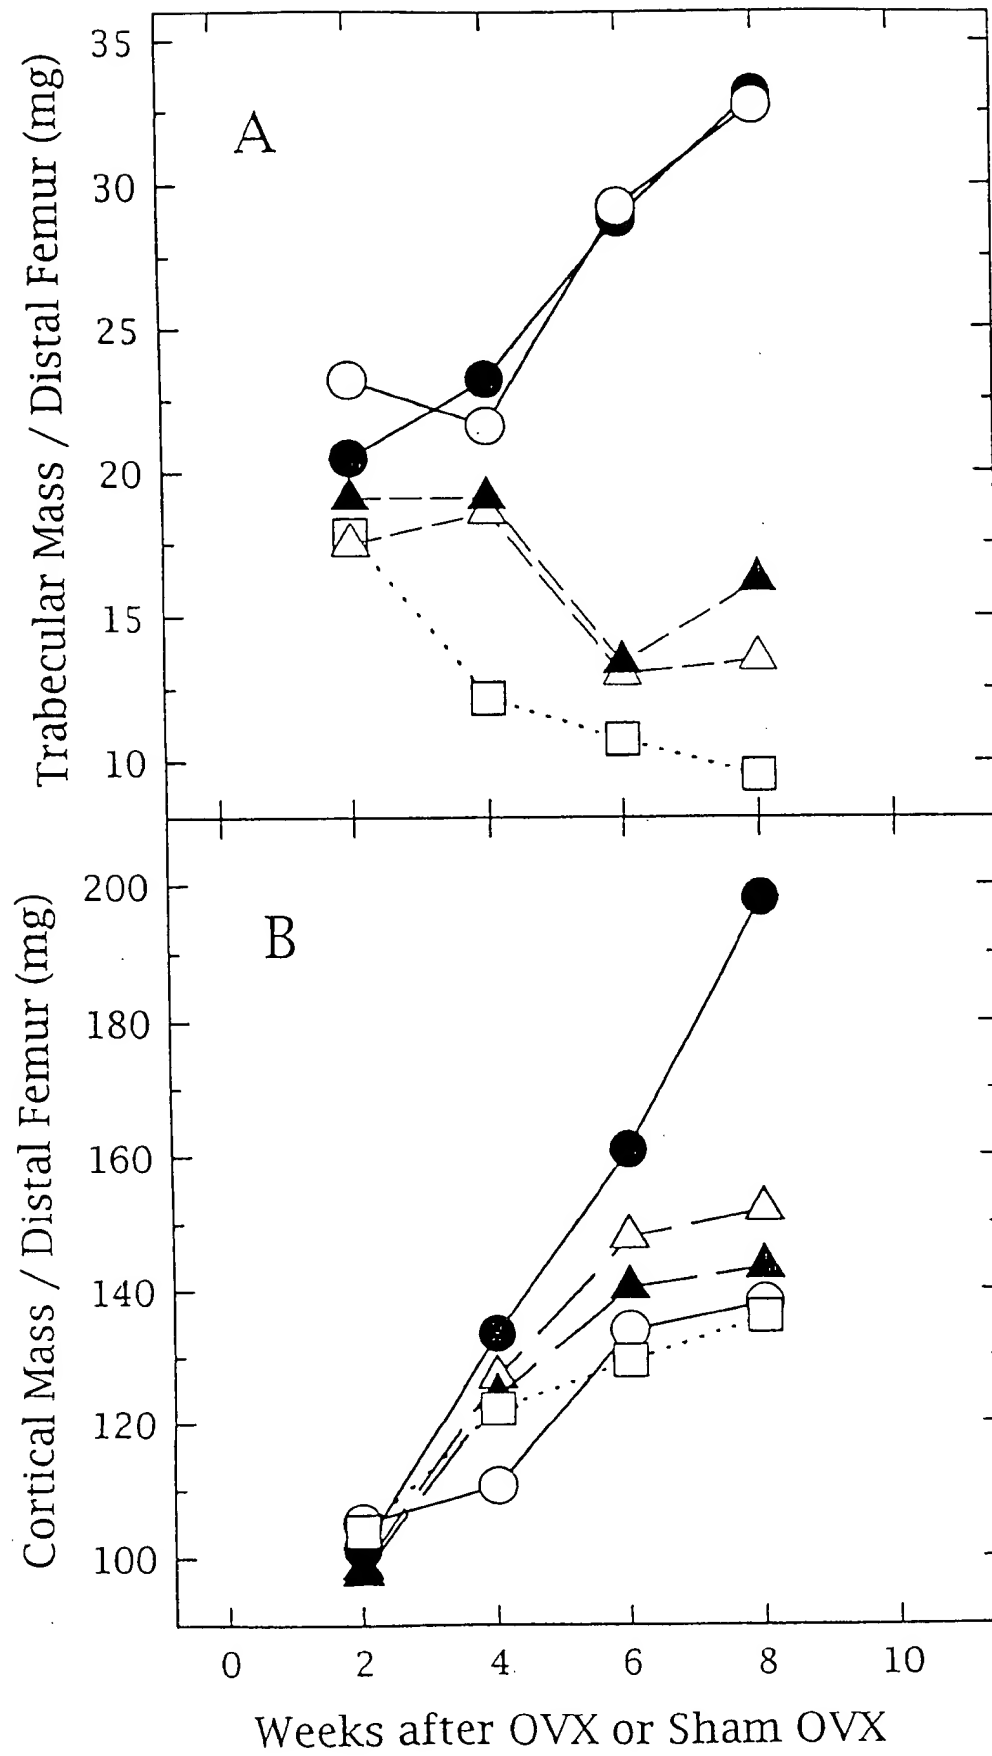 Trabecular Mass / Distal Femur (mg)
35
30
25
20
15
10
A
Cortical Mass / Distal Femur (mg)
200
180
160
140
120
100
B
0 2 4 6 8 10
Weeks after OVX or Sham OVX